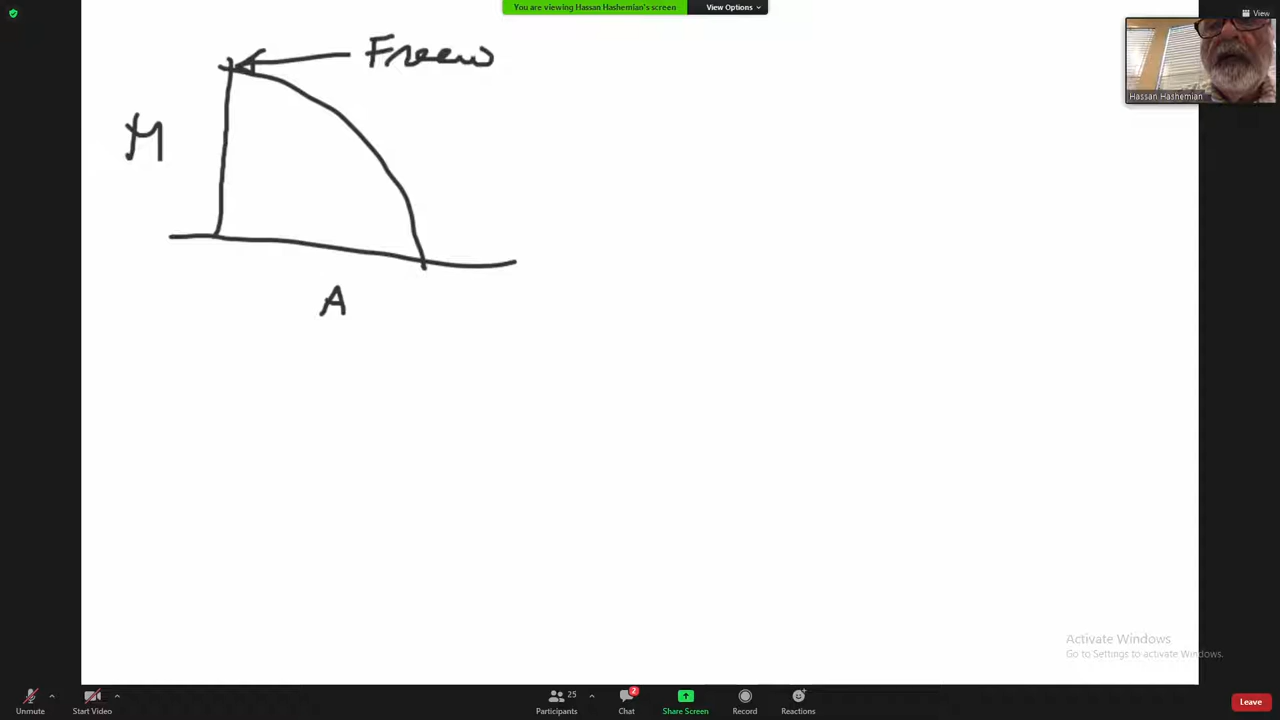 You are viewing Hassan Hashemian's screen
View Options
View
Hassan Hashemian
M
A
Activate Windows
Go to Settings to activate Windows.
Unmute
Start Video
25
Participants
2
Chat
Share Screen
Record
Reactions
Leave